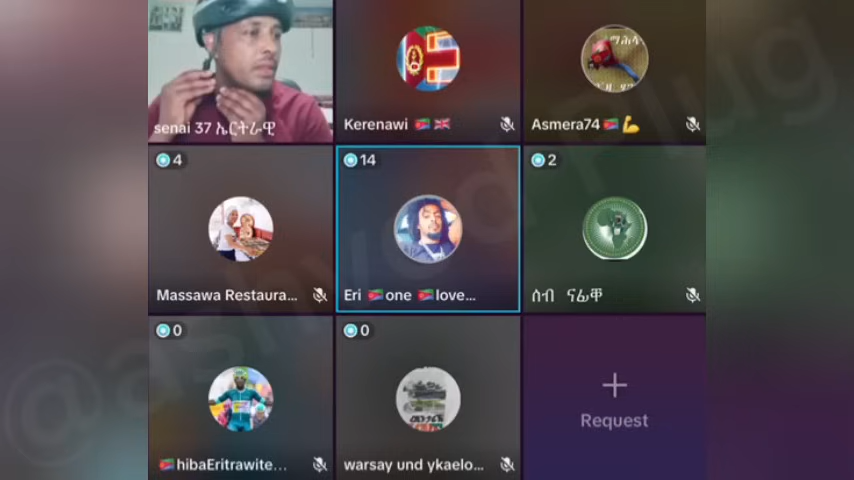 senai 37 ኤርትራዊ
Kerenawi 🇪🇷🇬🇧
Asmera74🇪🇷💪
4
14
2
Massawa Restaura...
Eri 🇪🇷one 🇪🇷love...
ሰብ ናፊቐ
0
0
Request
🇪🇷hibaEritrawite...
warsay und ykaelo...